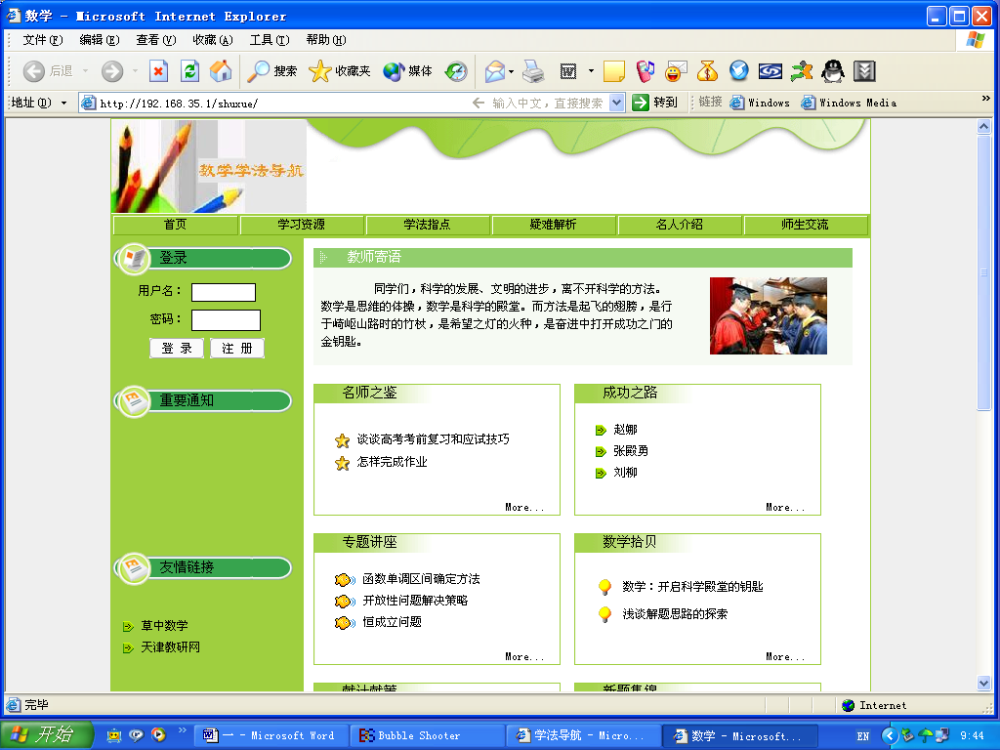 数学 - Microsoft Internet Explorer
文件(F) 编辑(E) 查看(V) 收藏(A) 工具(T) 帮助(H)
后退 搜索 收藏夹 媒体
地址(D) http://192.168.35.1/shuxue/ 输入中文，直接搜索 转到 链接 Windows Windows Media »
数学学法导航
首页 学习资源 学法指点 疑难解析 名人介绍 师生交流
登录
用户名：
密码：
登 录 注 册
重要通知
友情链接
草中数学
天津教研网
教师寄语
同学们，科学的发展、文明的进步，离不开科学的方法。
数学是思维的体操，数学是科学的殿堂。而方法是起飞的翅膀，是行
于崎岖山路时的竹杖，是希望之灯的火种，是奋进中打开成功之门的
金钥匙。
名师之鉴
谈谈高考考前复习和应试技巧
怎样完成作业
More...
成功之路
赵娜
张殿勇
刘柳
More...
专题讲座
函数单调区间确定方法
开放性问题解决策略
恒成立问题
More...
数学拾贝
数学：开启科学殿堂的钥匙
浅谈解题思路的探索
More...
献计献策
新题集锦
完毕 Internet
开始 » 一 - Microsoft Word Bubble Shooter 学法导航 - Micro... 数学 - Microsoft... EN 9:44